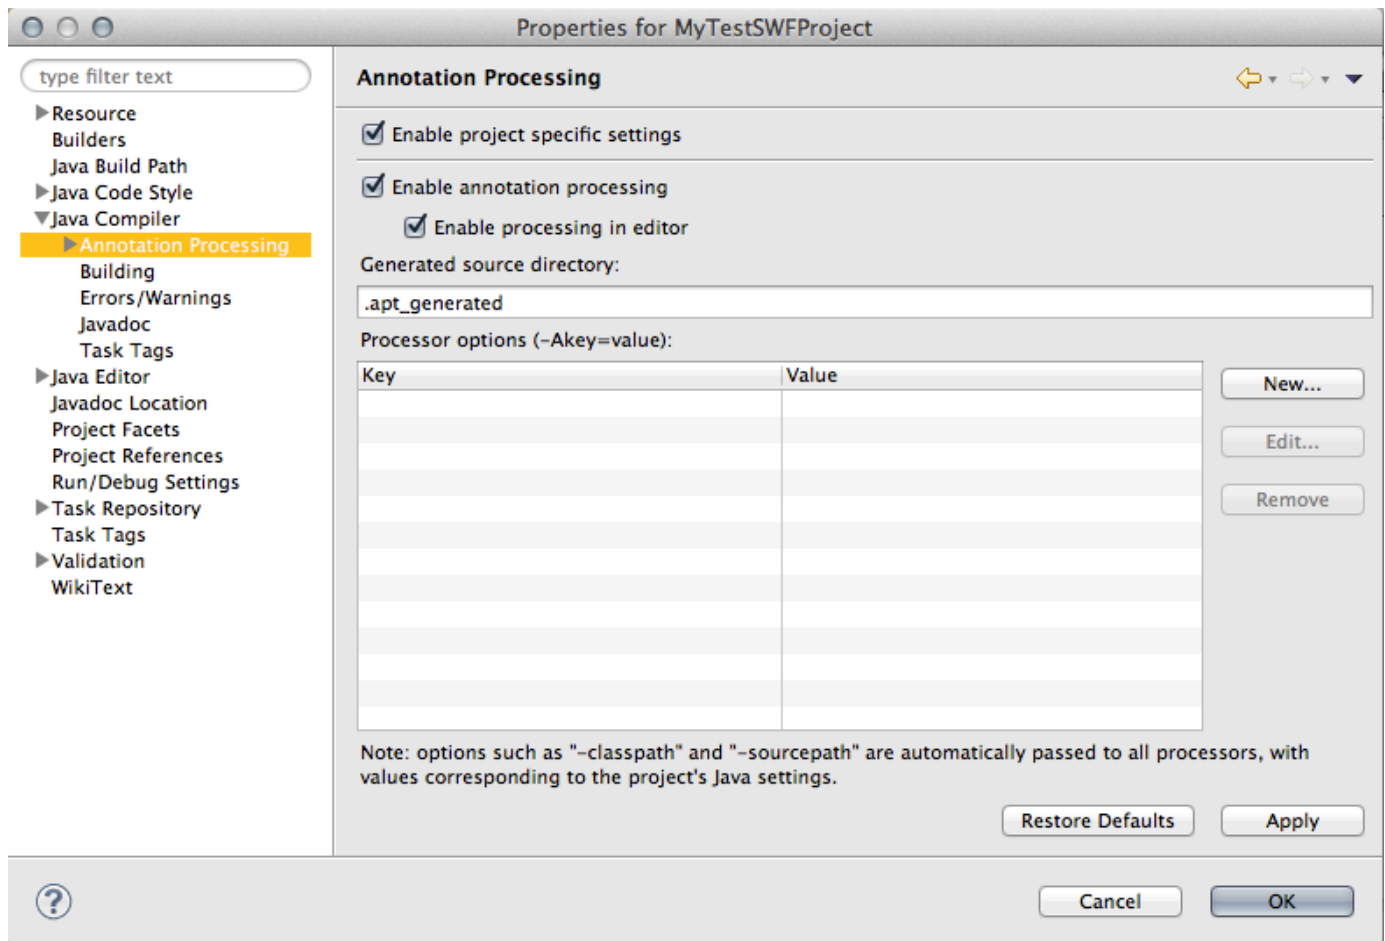 Properties for MyTestSWFProject
type filter text
Resource
Builders
Java Build Path
Java Code Style
Java Compiler
Annotation Processing
Building
Errors/Warnings
Javadoc
Task Tags
Java Editor
Javadoc Location
Project Facets
Project References
Run/Debug Settings
Task Repository
Task Tags
Validation
WikiText
Annotation Processing
Enable project specific settings
Enable annotation processing
Enable processing in editor
Generated source directory:
.apt_generated
Processor options (-Akey=value):
Key Value
New...
Edit...
Remove
Note: options such as "-classpath" and "-sourcepath" are automatically passed to all processors, with
values corresponding to the project's Java settings.
Restore Defaults Apply
? Cancel OK